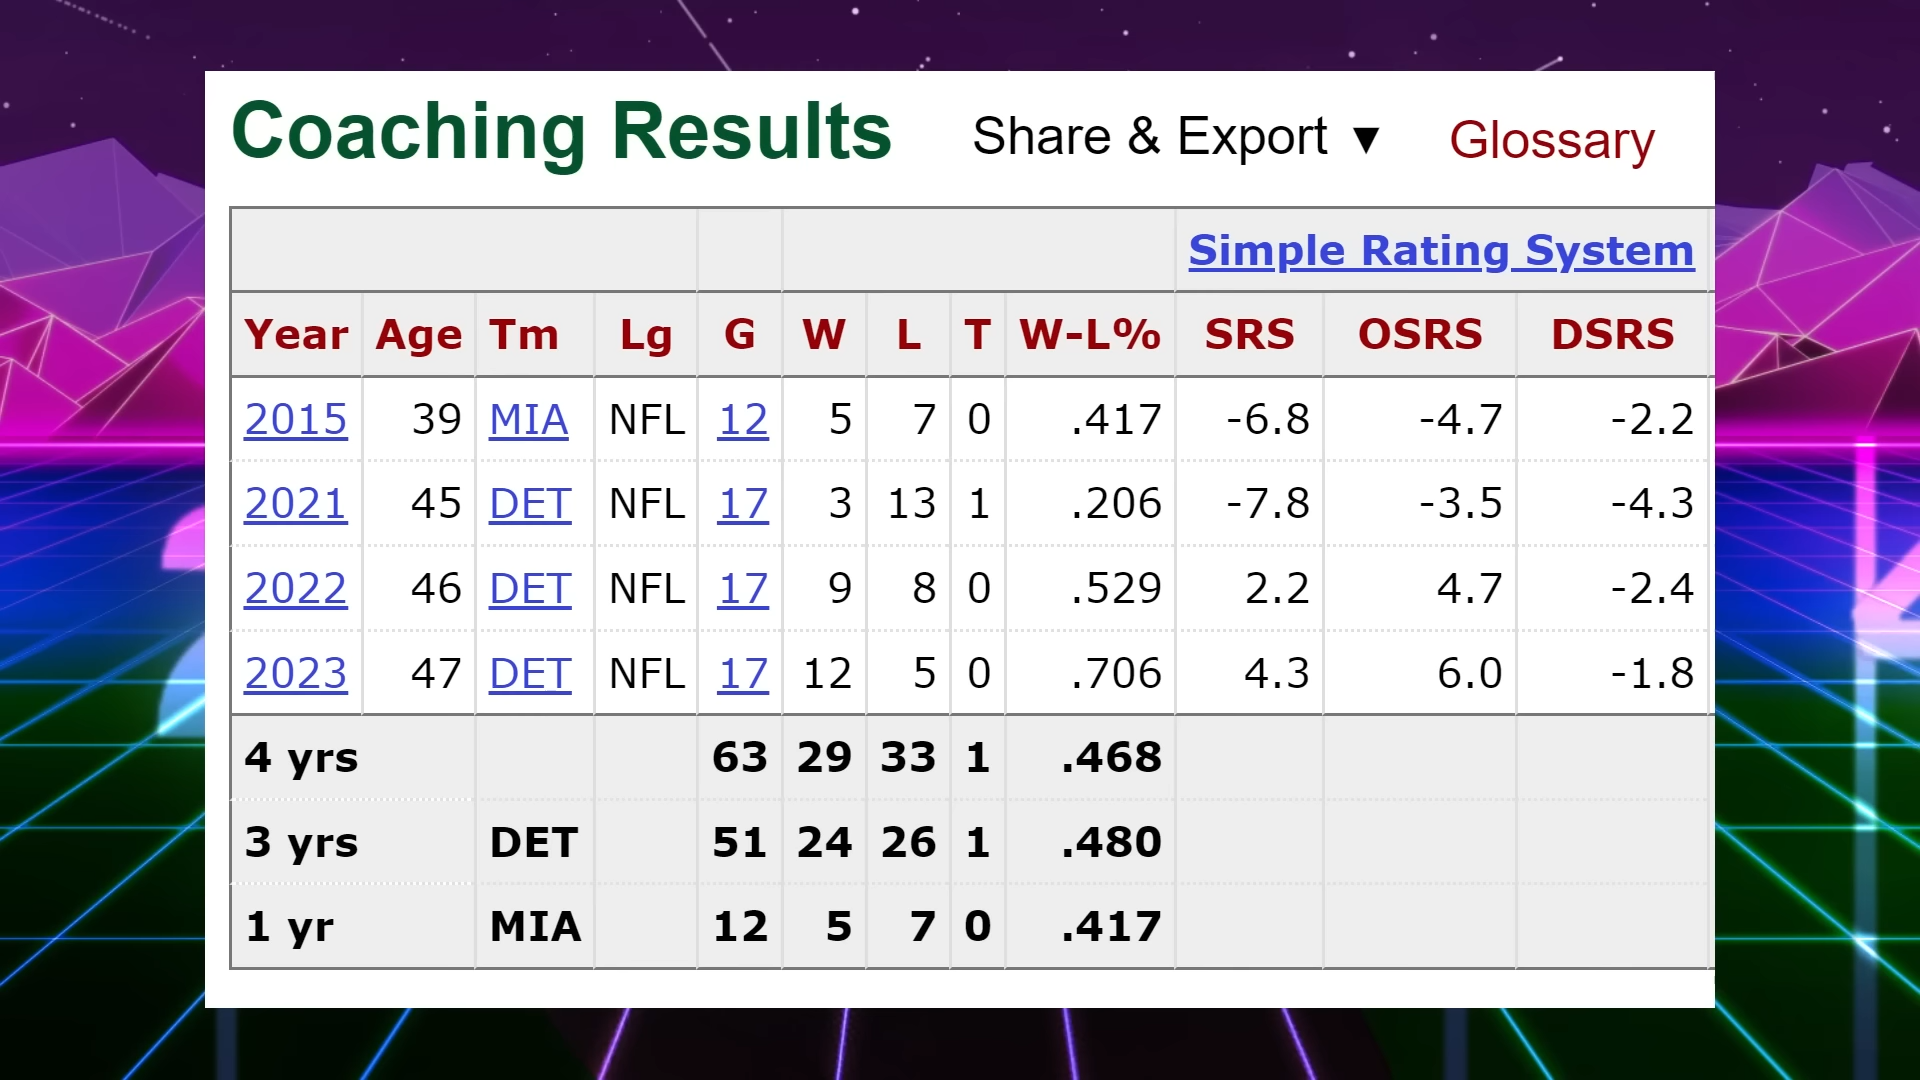 Coaching Results Share & Export ▼ Glossary
Simple Rating System
Year Age Tm Lg G W L T W-L% SRS OSRS DSRS
2015 39 MIA NFL 12 5 7 0 .417 -6.8 -4.7 -2.2
2021 45 DET NFL 17 3 13 1 .206 -7.8 -3.5 -4.3
2022 46 DET NFL 17 9 8 0 .529 2.2 4.7 -2.4
2023 47 DET NFL 17 12 5 0 .706 4.3 6.0 -1.8
4 yrs 63 29 33 1 .468
3 yrs DET 51 24 26 1 .480
1 yr MIA 12 5 7 0 .417